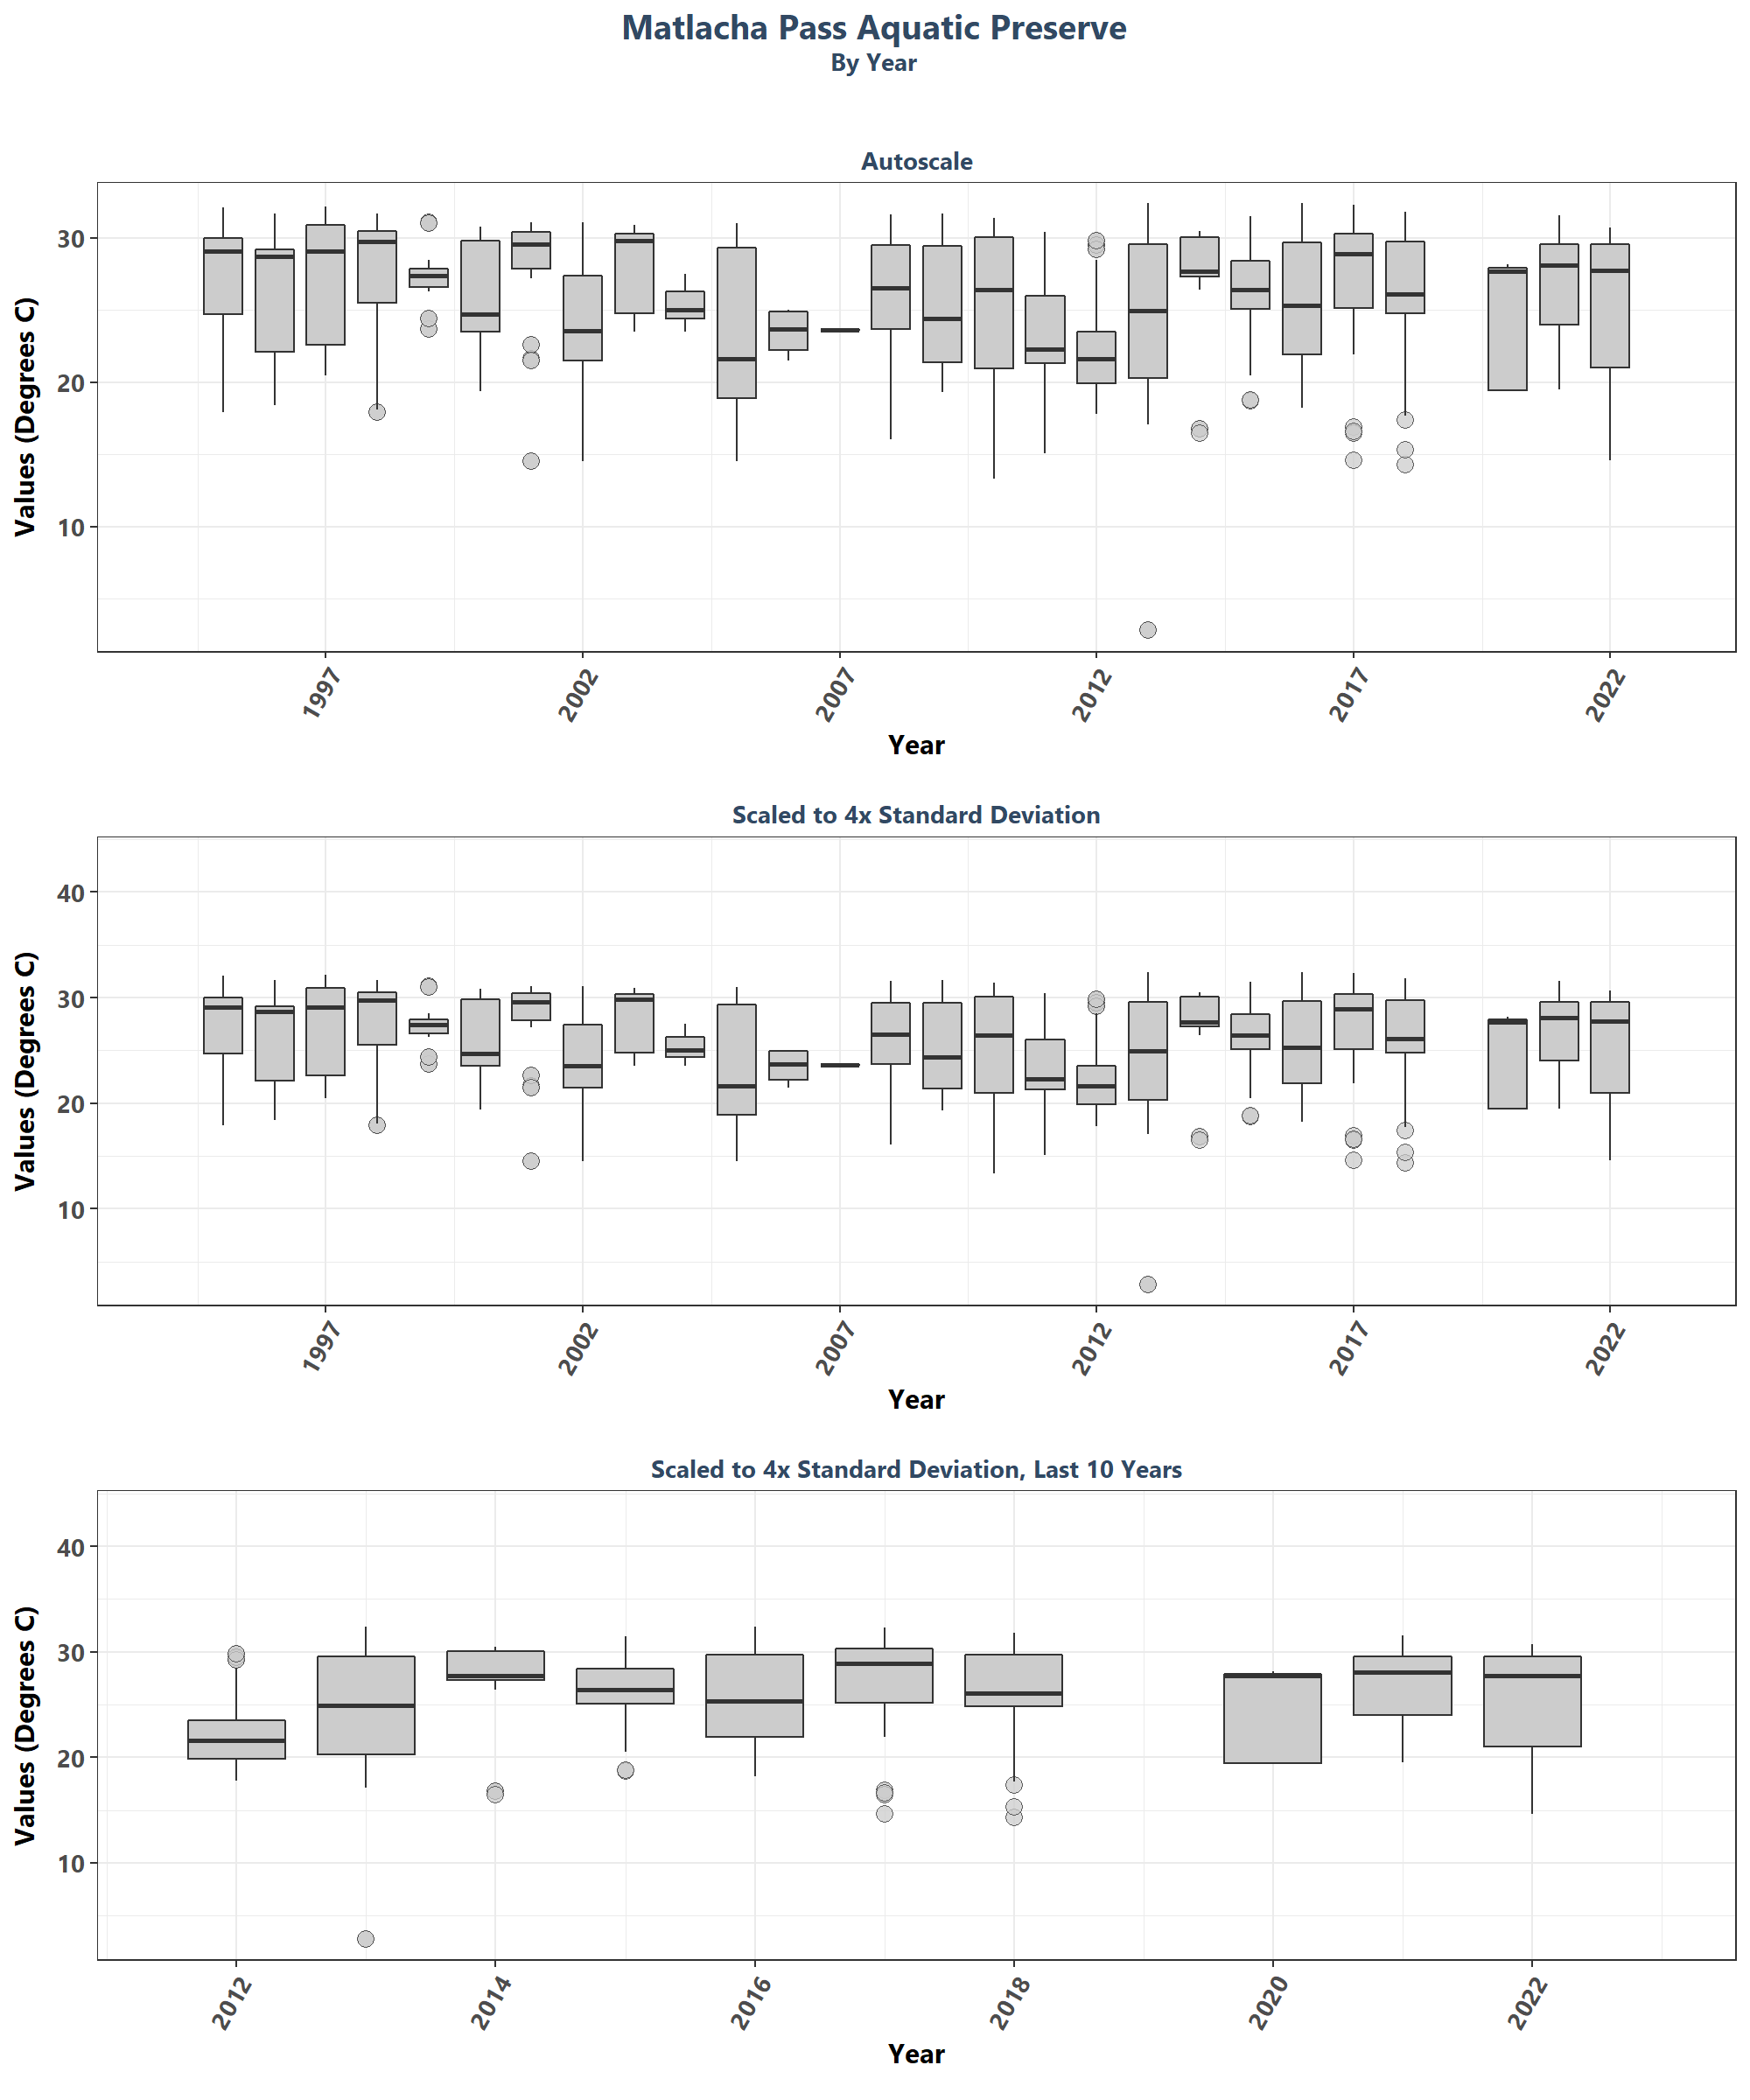 Matlacha Pass Aquatic Preserve
By Year
Autoscale
Values (Degrees C)
30
20
10
1997
2002
2007
2012
2017
2022
Year
Scaled to 4x Standard Deviation
Values (Degrees C)
40
30
20
10
1997
2002
2007
2012
2017
2022
Year
Scaled to 4x Standard Deviation, Last 10 Years
Values (Degrees C)
40
30
20
10
2012
2014
2016
2018
2020
2022
Year